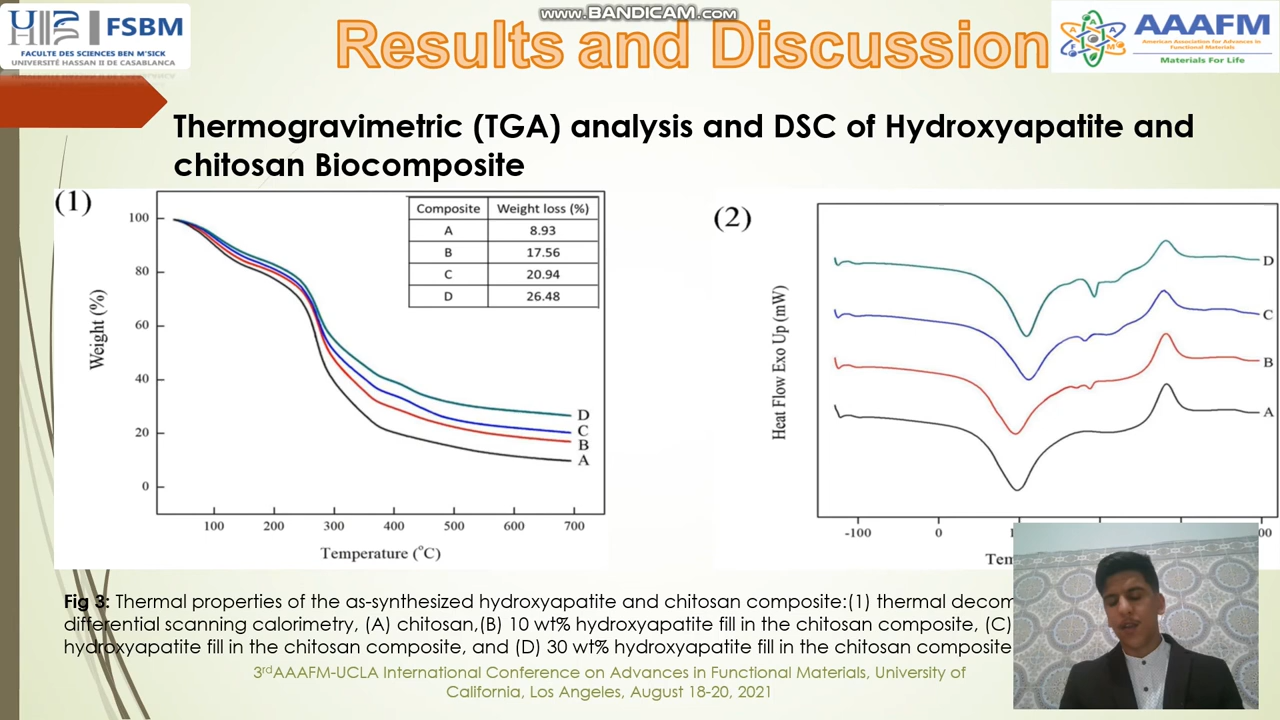 www.BANDICAM.com
FSBM
FACULTE DES SCIENCES BEN M'SICK
UNIVERSITÉ HASSAN II DE CASABLANCA
Results and Discussion
AAAFM
American Association for Advances in
Functional Materials
Materials For Life
Thermogravimetric (TGA) analysis and DSC of Hydroxyapatite and
chitosan Biocomposite
(1)
Composite Weight loss (%)
A 8.93
B 17.56
C 20.94
D 26.48
100
80
60
40
20
0
Weight (%)
D
C
B
A
100 200 300 400 500 600 700
Temperature (°C)
(2)
Heat Flow Exo Up (mW)
D
C
B
A
-100 0 1 00
Ten
Fig 3: Thermal properties of the as-synthesized hydroxyapatite and chitosan composite:(1) thermal decom
differential scanning calorimetry, (A) chitosan,(B) 10 wt% hydroxyapatite fill in the chitosan composite, (C)
hydroxyapatite fill in the chitosan composite, and (D) 30 wt% hydroxyapatite fill in the chitosan composite
3rdAAAFM-UCLA International Conference on Advances in Functional Materials, University of
California, Los Angeles, August 18-20, 2021